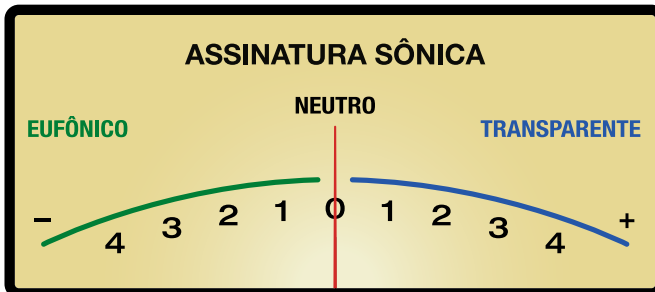 ASSINATURA SÔNICA
NEUTRO
EUFÔNICO TRANSPARENTE
− 4 3 2 1 0 1 2 3 4 +